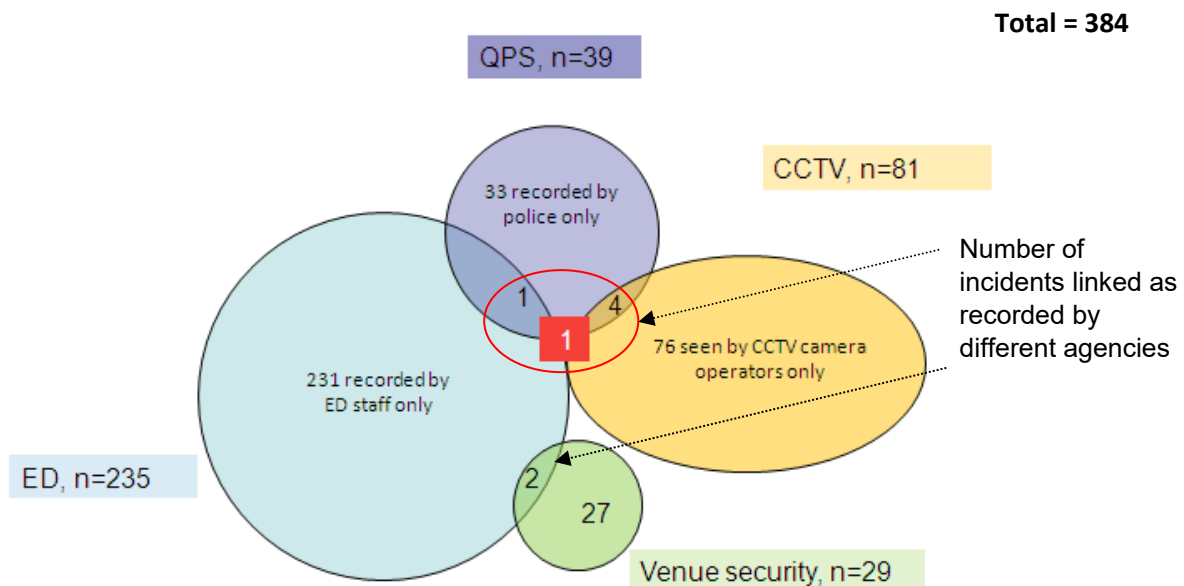 Total = 384
QPS, n=39
CCTV, n=81
33 recorded by
police only
Number of
incidents linked as
recorded by
different agencies
1
4
1
76 seen by CCTV camera
operators only
231 recorded by
ED staff only
ED, n=235
2
27
Venue security, n=29